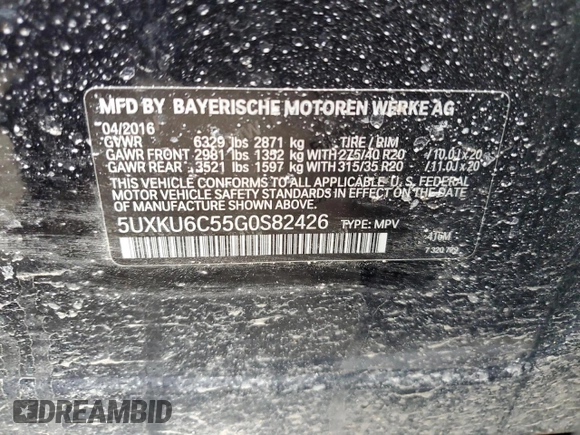 MFD BY BAYERISCHE MOTOREN WERKE AG
04/2016
GVWR 6329 lbs 2871 kg TIRE / RIM
GAWR FRONT 2981 lbs 1352 kg WITH 275/40 R20 / 10.0J x 20
GAWR REAR 3521 lbs 1597 kg WITH 315/35 R20 / 11.0J x 20
THIS VEHICLE CONFORMS TO ALL APPLICABLE U. S. FEDERAL
MOTOR VEHICLE SAFETY STANDARDS IN EFFECT ON THE DATE
OF MANUFACTURE SHOWN ABOVE.
5UXKU6C55G0S82426 TYPE: MPV
416M
7 320
DREAMBID